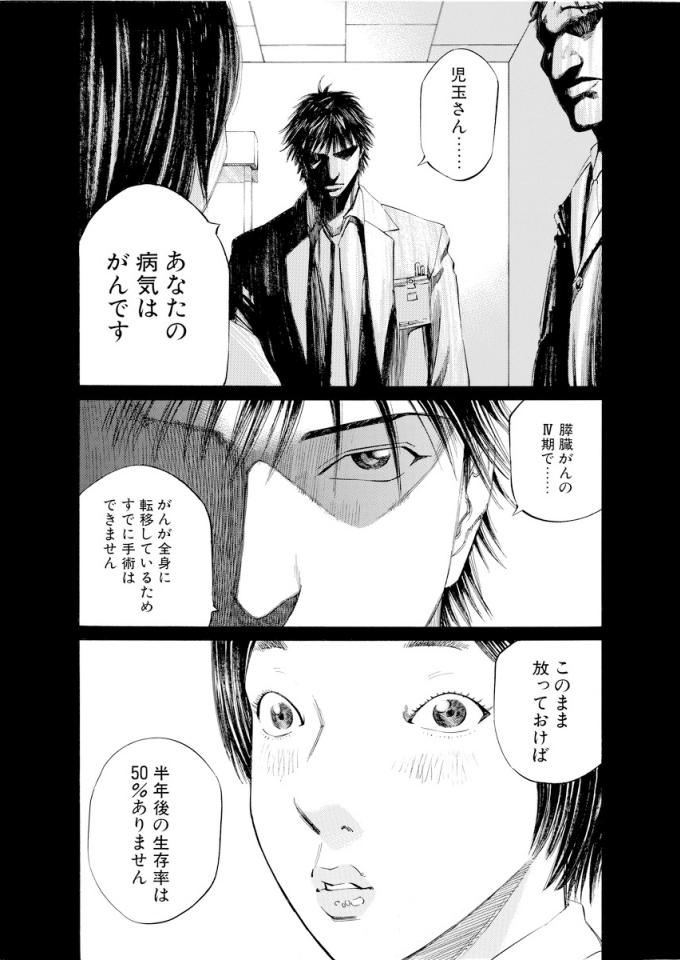 児玉さん……
あなたの
病気は
がんです
膵臓がんの
Ⅳ期で……
がんが全身に
転移しているため
すでに手術は
できません
このまま
放っておけば
半年後の生存率は
50％ありません